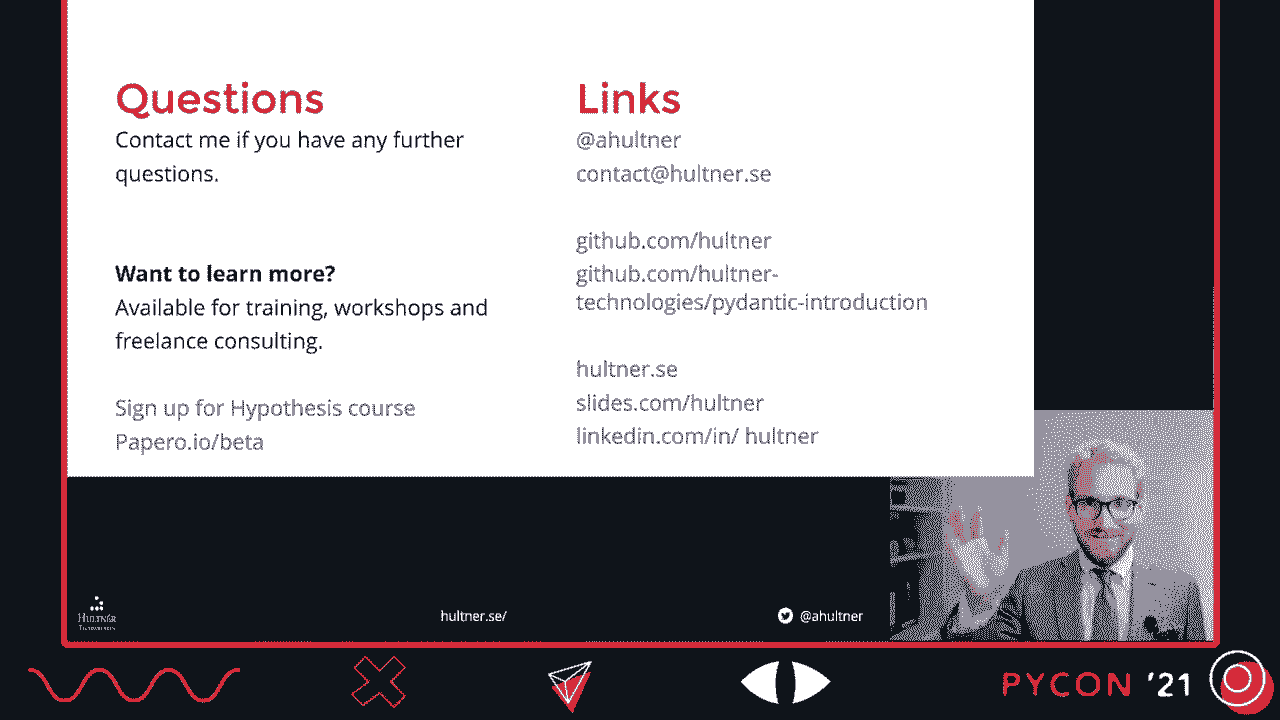 Questions
Contact me if you have any further
questions.
Want to learn more?
Available for training, workshops and
freelance consulting.
Sign up for Hypothesis course
Papero.io/beta
Links
@ahultner
contact@hultner.se
github.com/hultner
github.com/hultner-
technologies/pydantic-introduction
hultner.se
slides.com/hultner
linkedin.com/in/ hultner
HULTNÉR
hultner.se/
@ahultner
PYCON '21